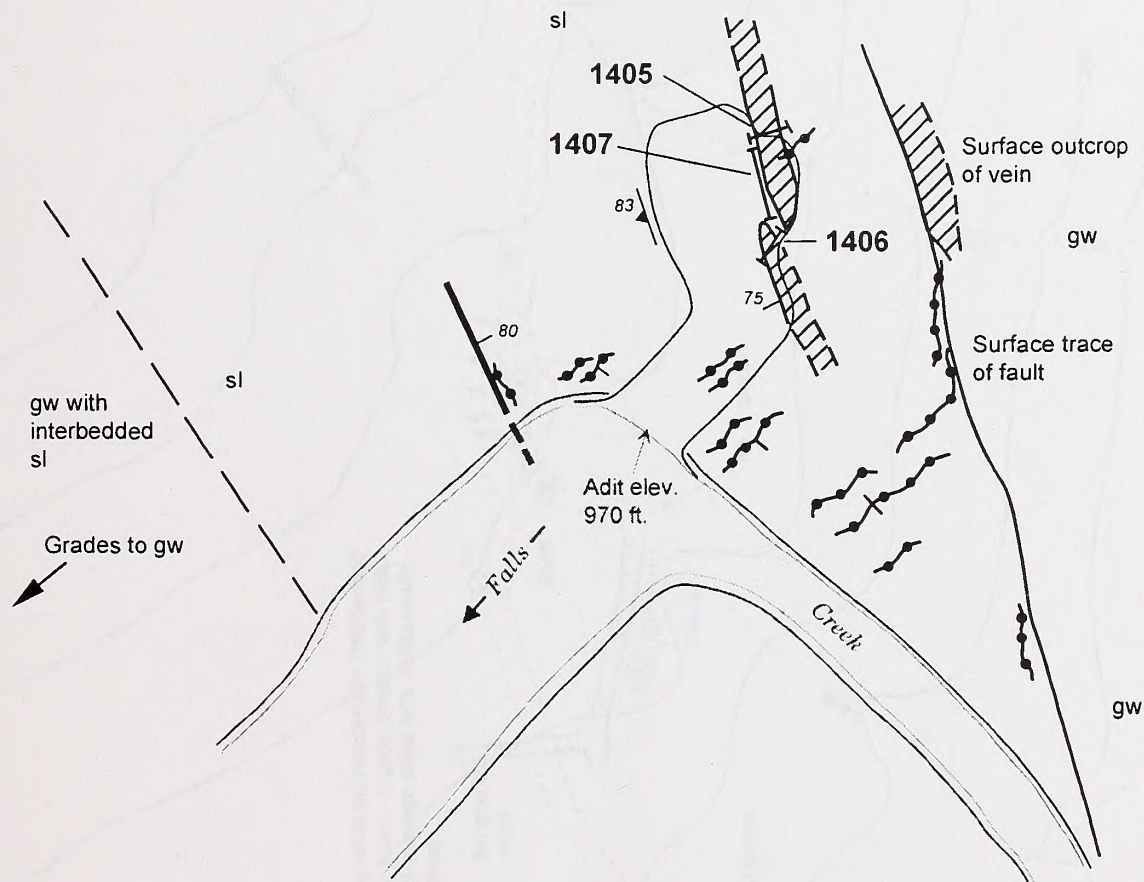 sl
1405
1407
Surface outcrop
of vein
83
gw
1406
75
80
Surface trace
of fault
sl
gw with
interbedded
sl
Adit elev.
970 ft.
Grades to gw
Falls
Creek
gw